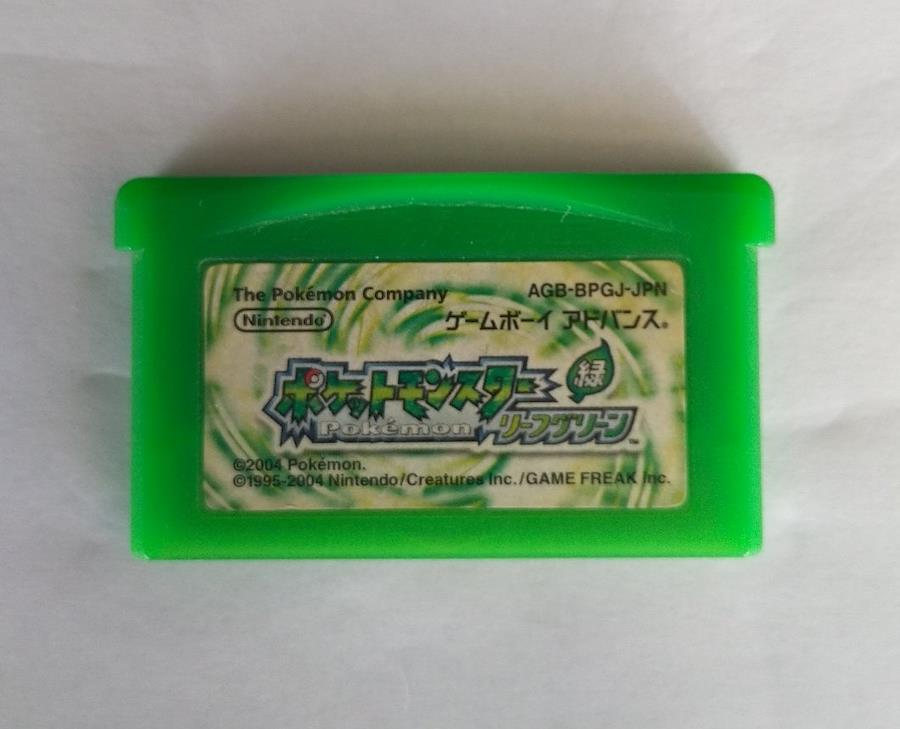 The Pokémon Company
AGB-BPGJ-JPN
Nintendo
ゲームボーイ アドバンス®
ポケットモンスター
緑
Pokémon
リーフグリーン™
©2004 Pokémon.
©1995-2004 Nintendo/Creatures Inc./GAME FREAK inc.